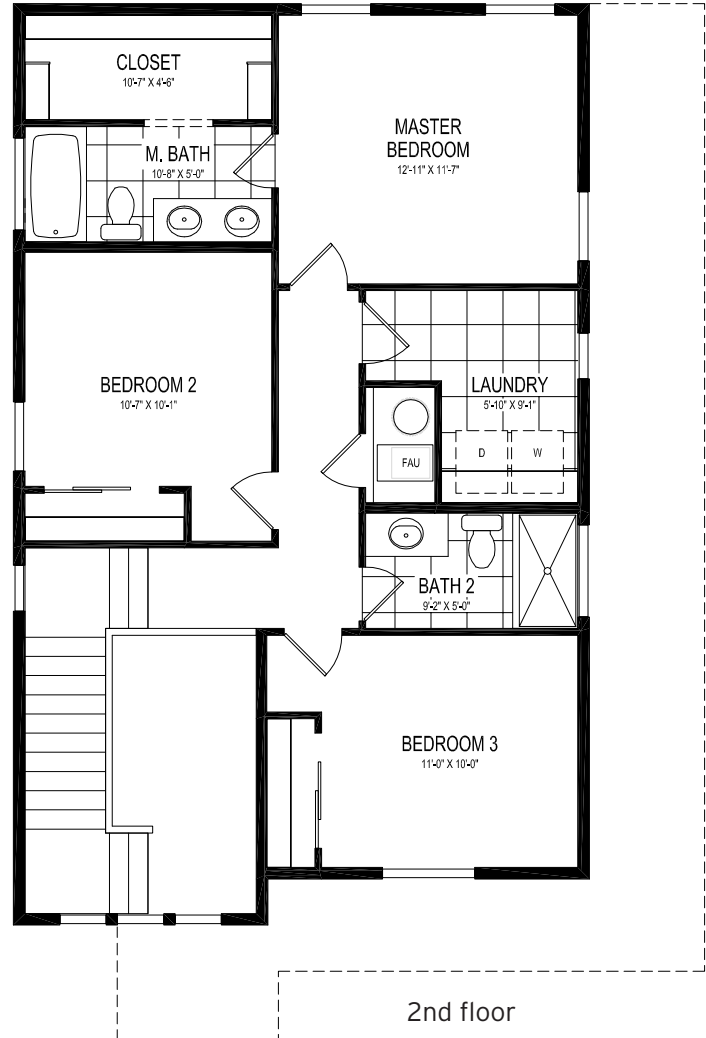 CLOSET
10'-7" X 4'-6"
MASTER
BEDROOM
12'-11" X 11'-7"
M. BATH
10'-8" X 5'-0"
BEDROOM 2
10'-7" X 10'-1"
LAUNDRY
5'-10" X 9'-1"
D W
FAU
BATH 2
9'-2" X 5'-0"
BEDROOM 3
11'-0" X 10'-0"
2nd floor